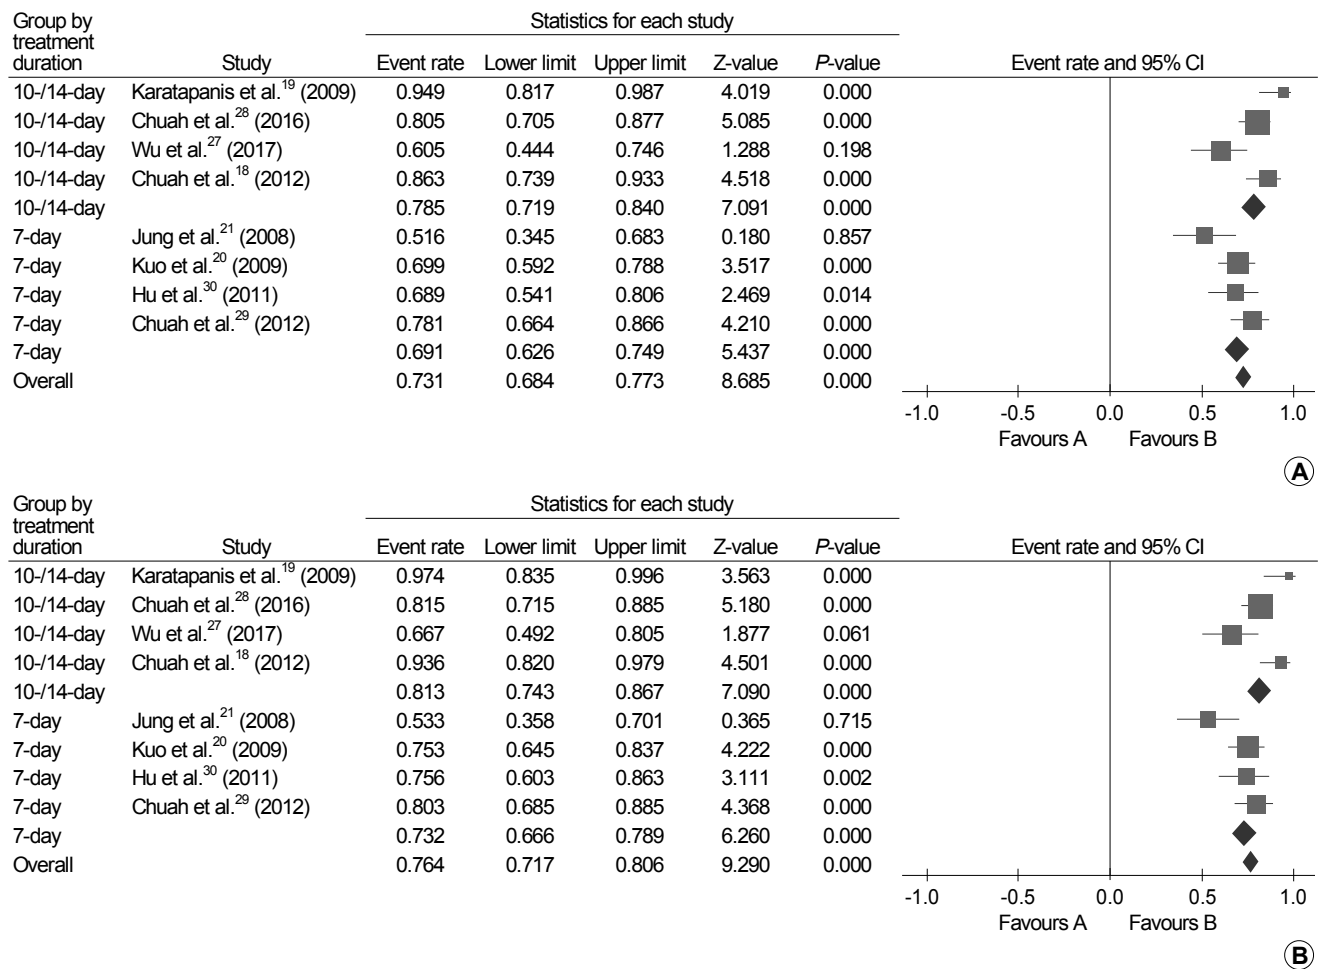 Group by treatment duration Study Statistics for each study
Event rate Lower limit Upper limit Z-value P-value Event rate and 95% CI
10-/14-day Karatapanis et al.19 (2009) 0.949 0.817 0.987 4.019 0.000
10-/14-day Chuah et al.28 (2016) 0.805 0.705 0.877 5.085 0.000
10-/14-day Wu et al.27 (2017) 0.605 0.444 0.746 1.288 0.198
10-/14-day Chuah et al.18 (2012) 0.863 0.739 0.933 4.518 0.000
10-/14-day 0.785 0.719 0.840 7.091 0.000
7-day Jung et al.21 (2008) 0.516 0.345 0.683 0.180 0.857
7-day Kuo et al.20 (2009) 0.699 0.592 0.788 3.517 0.000
7-day Hu et al.30 (2011) 0.689 0.541 0.806 2.469 0.014
7-day Chuah et al.29 (2012) 0.781 0.664 0.866 4.210 0.000
7-day 0.691 0.626 0.749 5.437 0.000
Overall 0.731 0.684 0.773 8.685 0.000
-1.0 -0.5 0.0 0.5 1.0
Favours A Favours B
A
Group by treatment duration Study Statistics for each study
Event rate Lower limit Upper limit Z-value P-value Event rate and 95% CI
10-/14-day Karatapanis et al.19 (2009) 0.974 0.835 0.996 3.563 0.000
10-/14-day Chuah et al.28 (2016) 0.815 0.715 0.885 5.180 0.000
10-/14-day Wu et al.27 (2017) 0.667 0.492 0.805 1.877 0.061
10-/14-day Chuah et al.18 (2012) 0.936 0.820 0.979 4.501 0.000
10-/14-day 0.813 0.743 0.867 7.090 0.000
7-day Jung et al.21 (2008) 0.533 0.358 0.701 0.365 0.715
7-day Kuo et al.20 (2009) 0.753 0.645 0.837 4.222 0.000
7-day Hu et al.30 (2011) 0.756 0.603 0.863 3.111 0.002
7-day Chuah et al.29 (2012) 0.803 0.685 0.885 4.368 0.000
7-day 0.732 0.666 0.789 6.260 0.000
Overall 0.764 0.717 0.806 9.290 0.000
-1.0 -0.5 0.0 0.5 1.0
Favours A Favours B
B